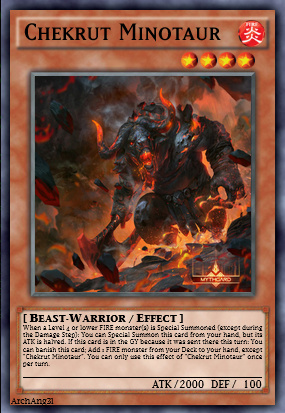 CHEKRUT MINOTAUR
FIRE
炎
MYTHCARD
[ BEAST-WARRIOR / EFFECT ]
When a Level 4 or lower FIRE monster(s) is Special Summoned (except during
the Damage Step): You can Special Summon this card from your hand, but its
ATK is halved. If this card is in the GY because it was sent there this turn: You
can banish this card; Add 1 FIRE monster from your Deck to your hand, except
"Chekrut Minotaur". You can only use this effect of "Chekrut Minotaur" once
per turn.
ATK/2000 DEF/ 100
ArchAng31